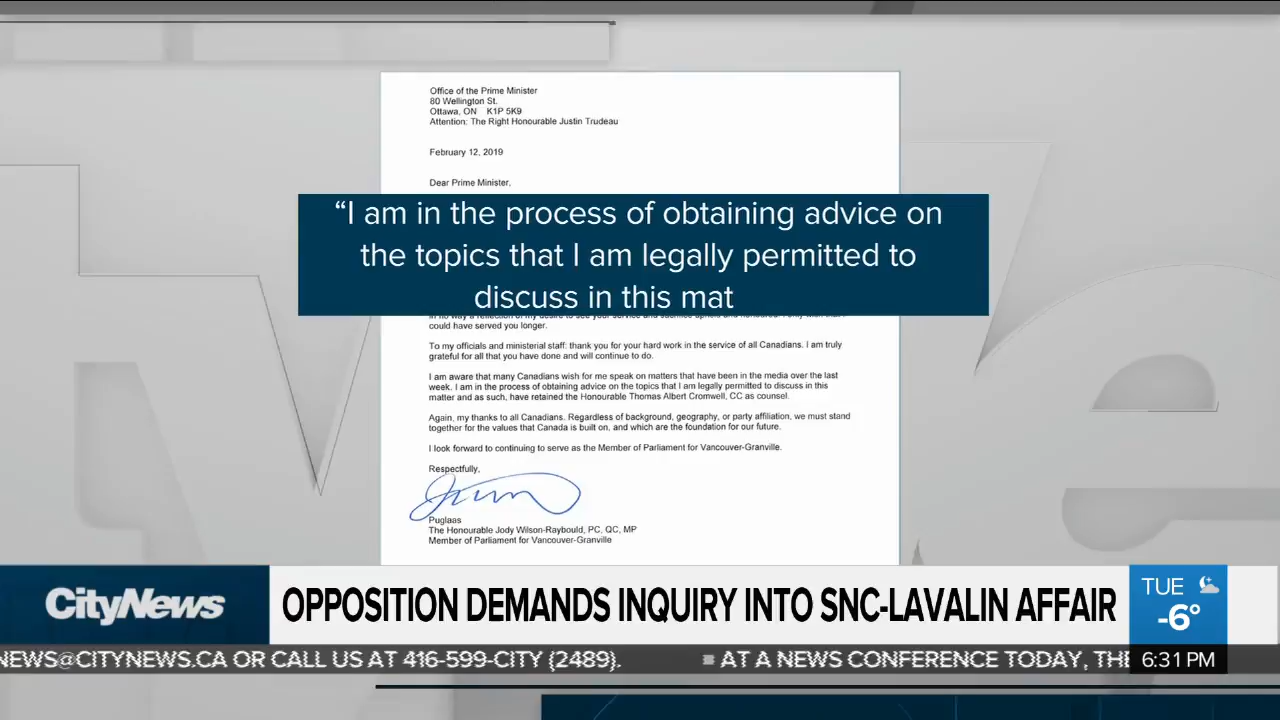 Office of the Prime Minister
80 Wellington St.
Ottawa, ON K1P 5K9
Attention: The Right Honourable Justin Trudeau
February 12, 2019
Dear Prime Minister,
“I am in the process of obtaining advice on
the topics that I am legally permitted to
discuss in this mat
could have served you longer.
To my officials and ministerial staff: thank you for your hard work in the service of all Canadians. I am truly
grateful for all that you have done and will continue to do.
I am aware that many Canadians wish for me speak on matters that have been in the media over the last
week. I am in the process of obtaining advice on the topics that I am legally permitted to discuss in this
matter and as such, have retained the Honourable Thomas Albert Cromwell, CC as counsel.
Again, my thanks to all Canadians. Regardless of background, geography, or party affiliation, we must stand
together for the values that Canada is built on, and which are the foundation for our future.
I look forward to continuing to serve as the Member of Parliament for Vancouver-Granville.
Respectfully,
Puglaas
The Honourable Jody Wilson-Raybould, PC, QC, MP
Member of Parliament for Vancouver-Granville
CityNews
OPPOSITION DEMANDS INQUIRY INTO SNC-LAVALIN AFFAIR
TUE
-6°
NEWS@CITYNEWS.CA OR CALL US AT 416-599-CITY (2489). AT A NEWS CONFERENCE TODAY, THE
6:31 PM